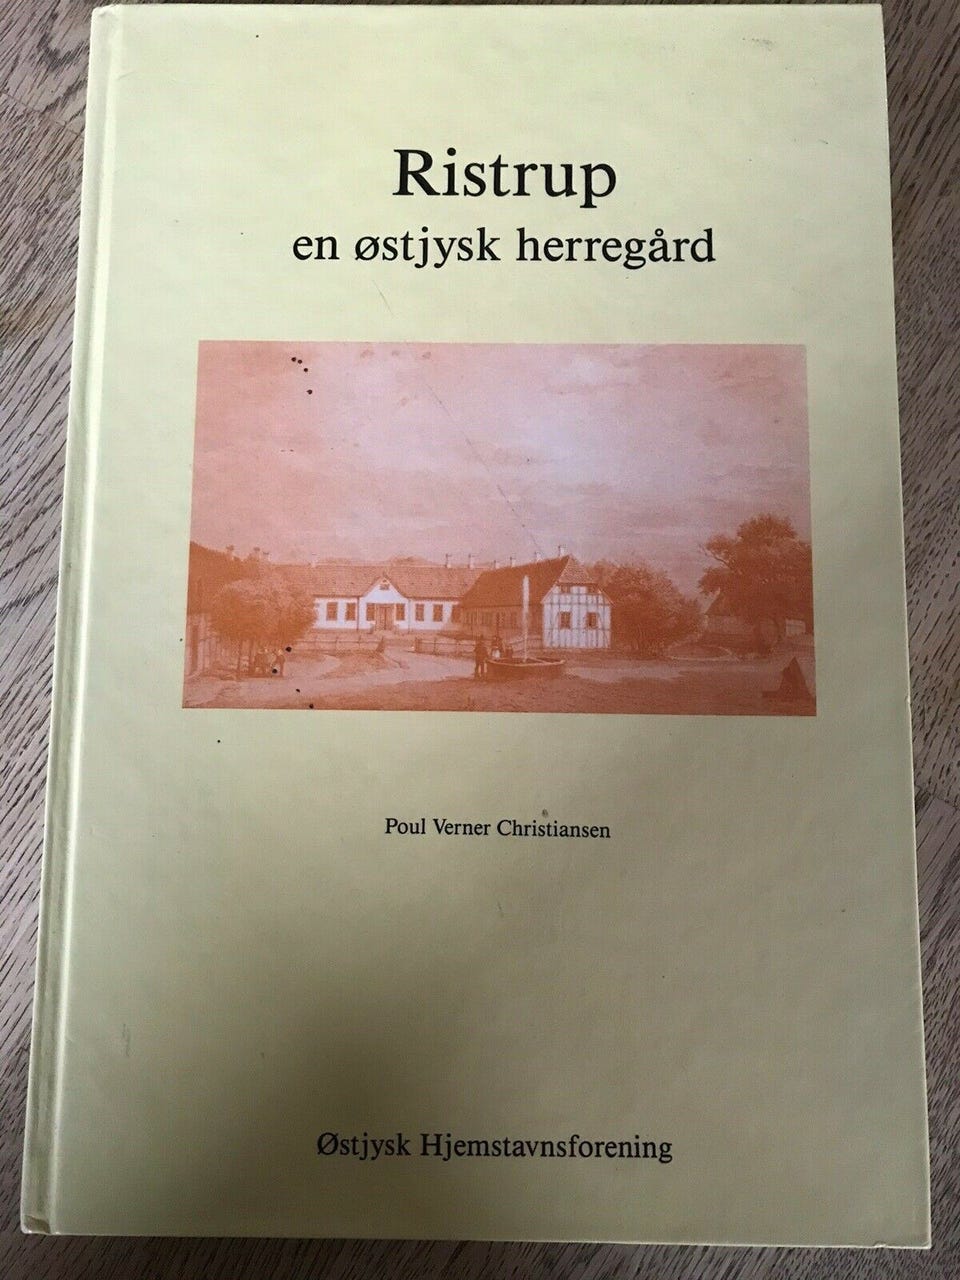 Ristrup
en østjysk herregård
Poul Verner Christiansen
Østjysk Hjemstavnsforening